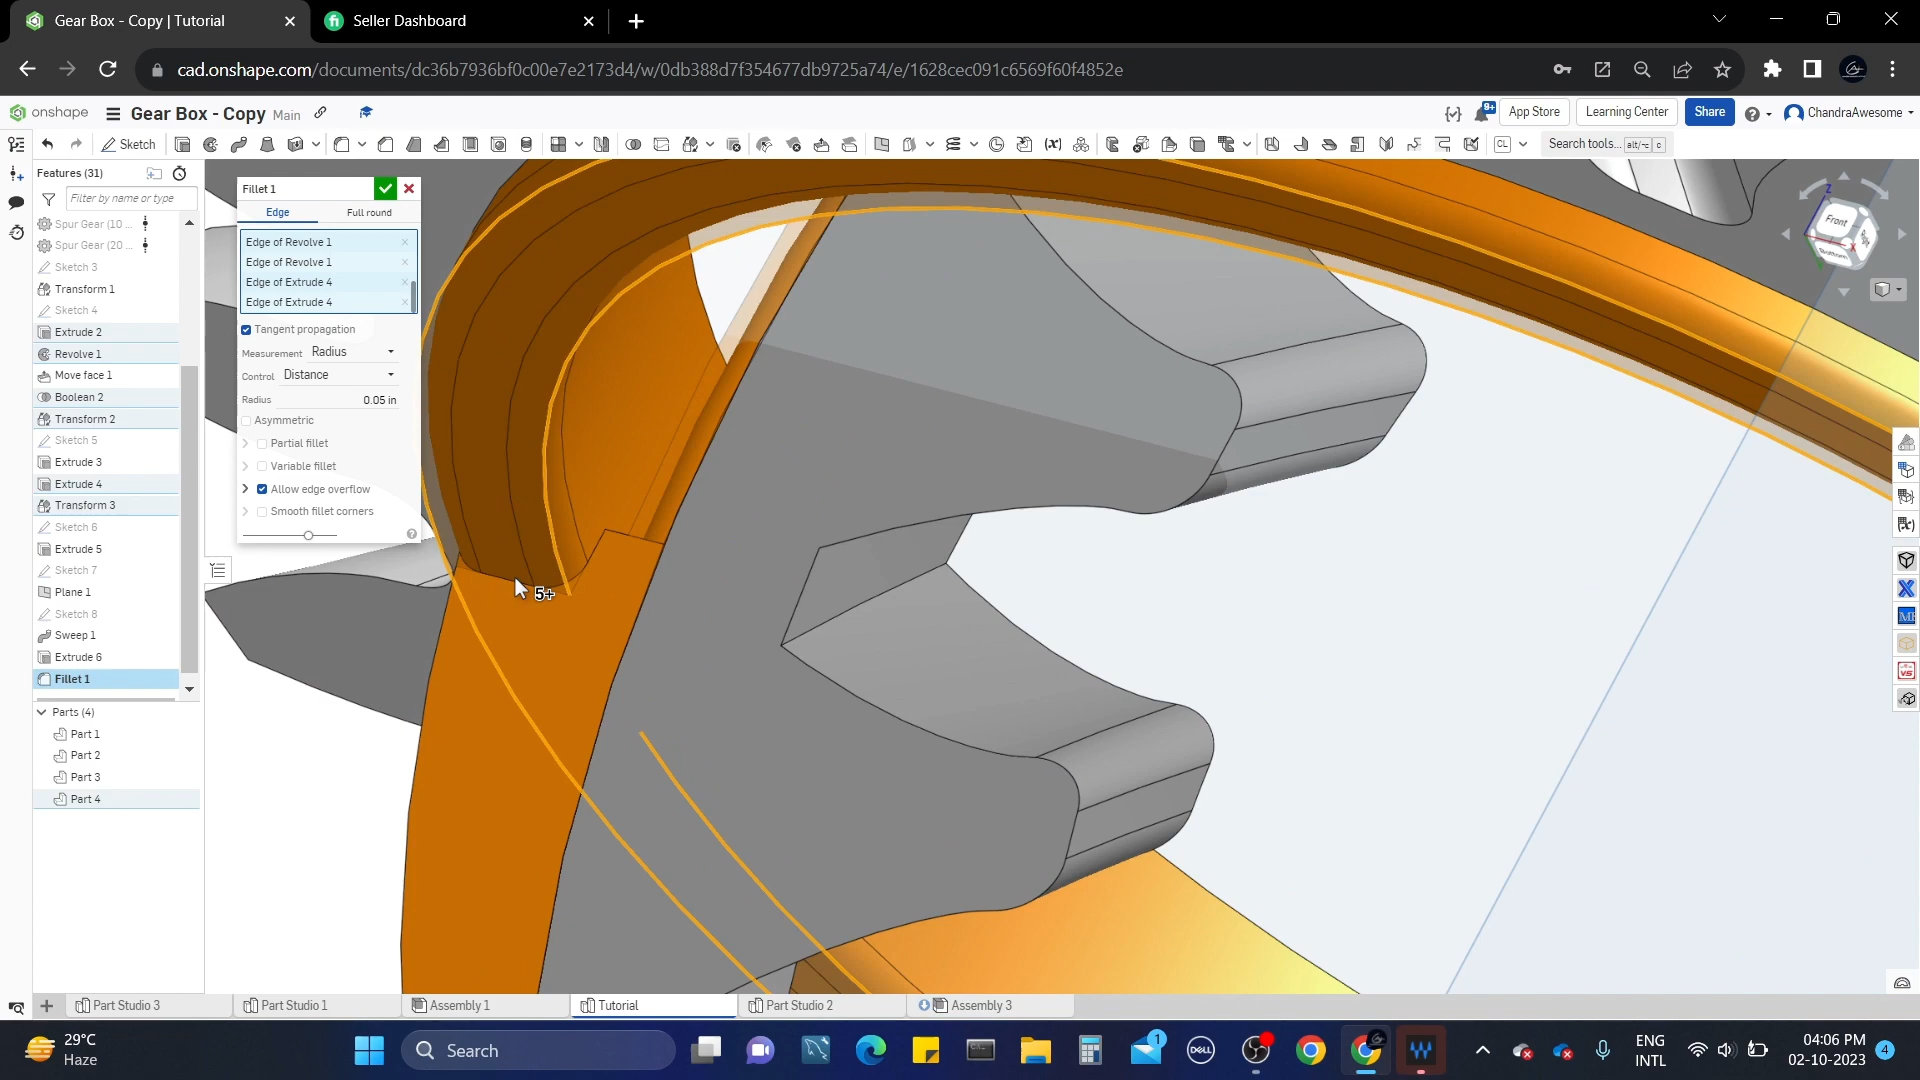 Gear Box - Copy | Tutorial
Seller Dashboard
cad.onshape.com/documents/dc36b7936bf0c00e7e2173d4/w/0db388d7f354677db9725a74/e/1628cec091c6569f60f4852e
onshape Gear Box - Copy Main
9+ App Store Learning Center Share ChandraAwesome
Sketch
CL
Search tools... alt/⌥ c
Features (31)
Filter by name or type
Spur Gear (10 ...
Spur Gear (20 ...
Sketch 3
Transform 1
Sketch 4
Extrude 2
Revolve 1
Move face 1
Boolean 2
Transform 2
Sketch 5
Extrude 3
Extrude 4
Transform 3
Sketch 6
Extrude 5
Sketch 7
Plane 1
Sketch 8
Sweep 1
Extrude 6
Fillet 1
Parts (4)
Part 1
Part 2
Part 3
Part 4
Fillet 1
Edge Full round
Edge of Revolve 1
Edge of Revolve 1
Edge of Extrude 4
Edge of Extrude 4
Tangent propagation
Measurement Radius
Control Distance
Radius 0.05 in
Asymmetric
Partial fillet
Variable fillet
Allow edge overflow
Smooth fillet corners
5+
Z
Front
X
Part Studio 3
Part Studio 1
Assembly 1
Tutorial
Part Studio 2
Assembly 3
29°C
Haze
Search
1
DELL
ENG
INTL
04:06 PM
02-10-2023
4